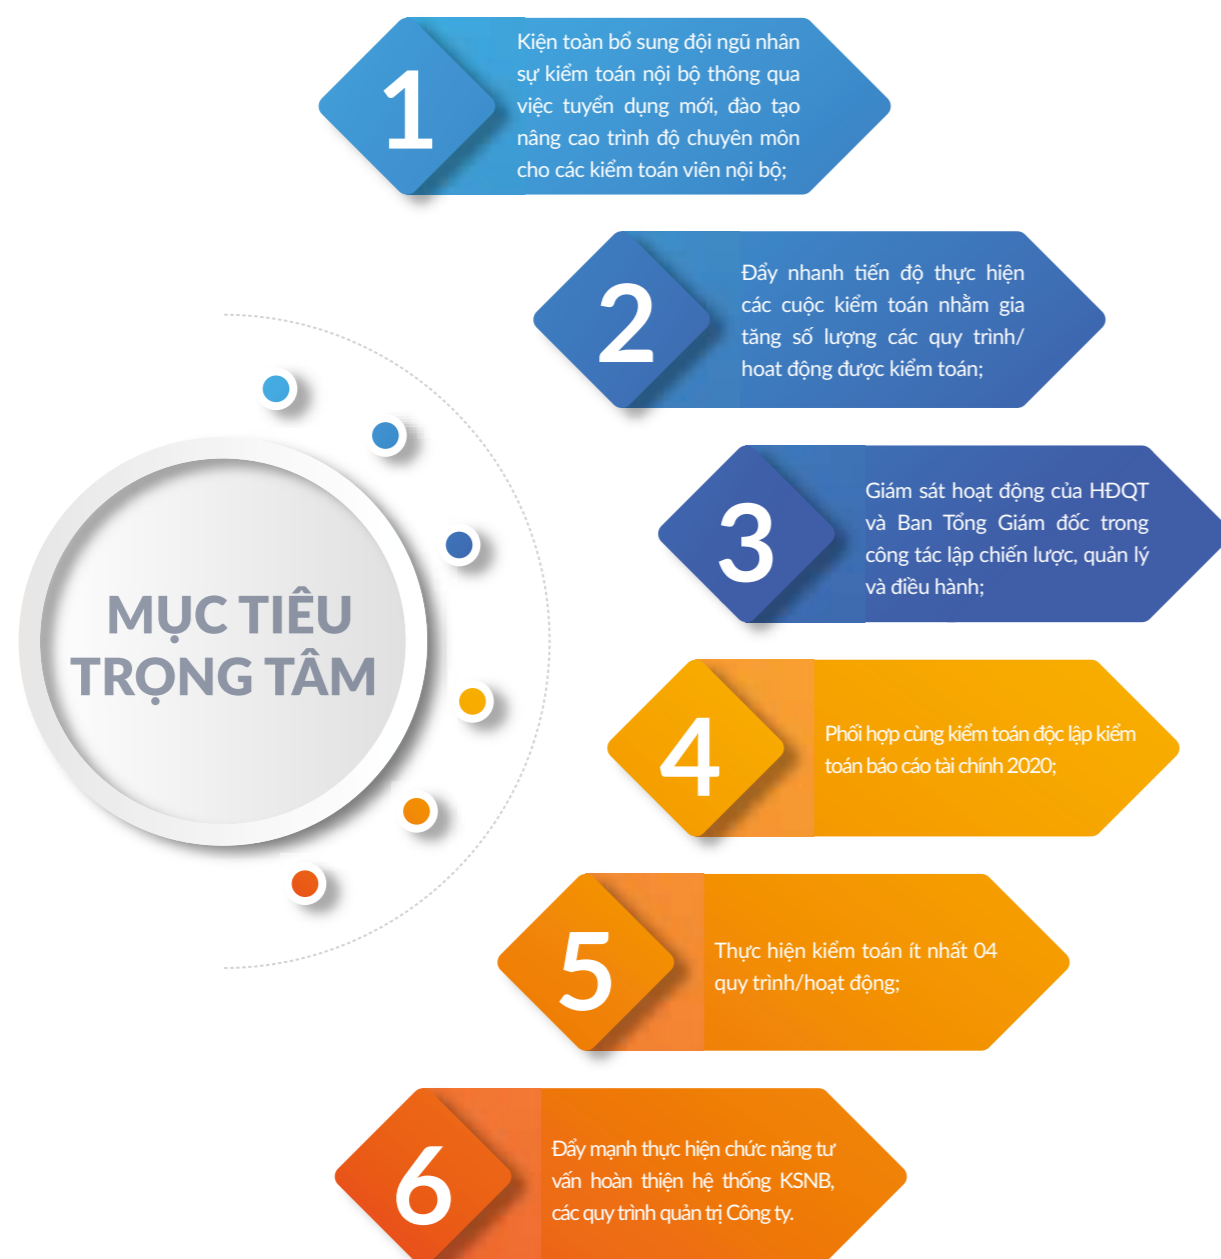 1
Kiện toàn bổ sung đội ngũ nhân
sự kiểm toán nội bộ thông qua
việc tuyển dụng mới, đào tạo
nâng cao trình độ chuyên môn
cho các kiểm toán viên nội bộ;
2
Đẩy nhanh tiến độ thực hiện
các cuộc kiểm toán nhằm gia
tăng số lượng các quy trình/
hoat động được kiểm toán;
3
Giám sát hoạt động của HĐQT
và Ban Tổng Giám đốc trong
công tác lập chiến lược, quản lý
và điều hành;
MỤC TIÊU
TRỌNG TÂM
4
Phối hợp cùng kiểm toán độc lập kiểm
toán báo cáo tài chính 2020;
5
Thực hiện kiểm toán ít nhất 04
quy trình/hoạt động;
6
Đẩy mạnh thực hiện chức năng tư
vấn hoàn thiện hệ thống KSNB,
các quy trình quản trị Công ty.